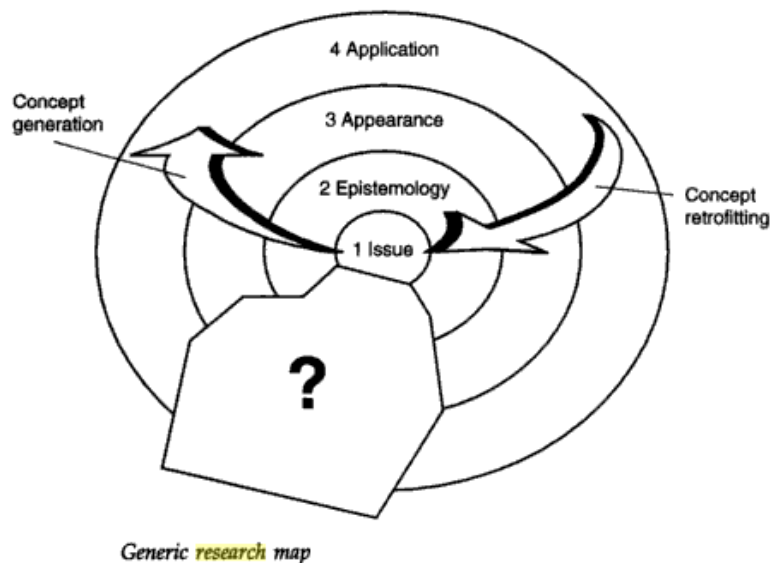 4 Application
Concept
generation
3 Appearance
2 Epistemology
Concept
retrofitting
1 Issue
?
Generic research map